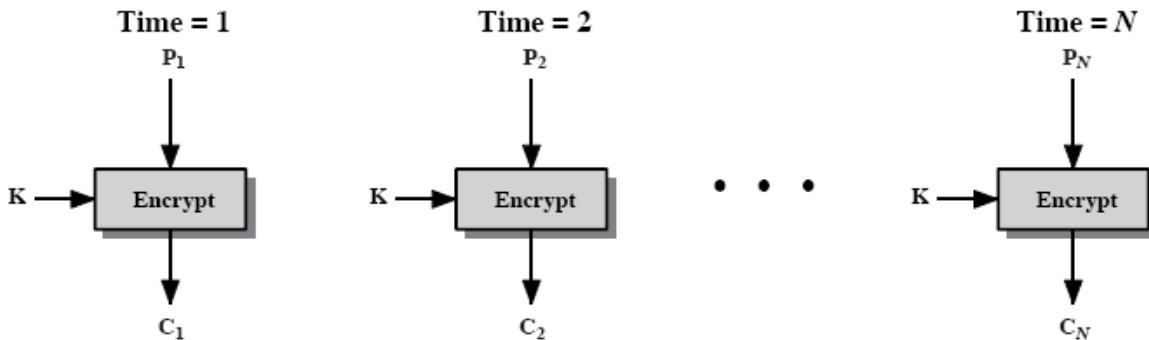 Time = 1 Time = 2 Time = N
P1 P2 PN
K Encrypt K Encrypt • • • K Encrypt
C1 C2 CN